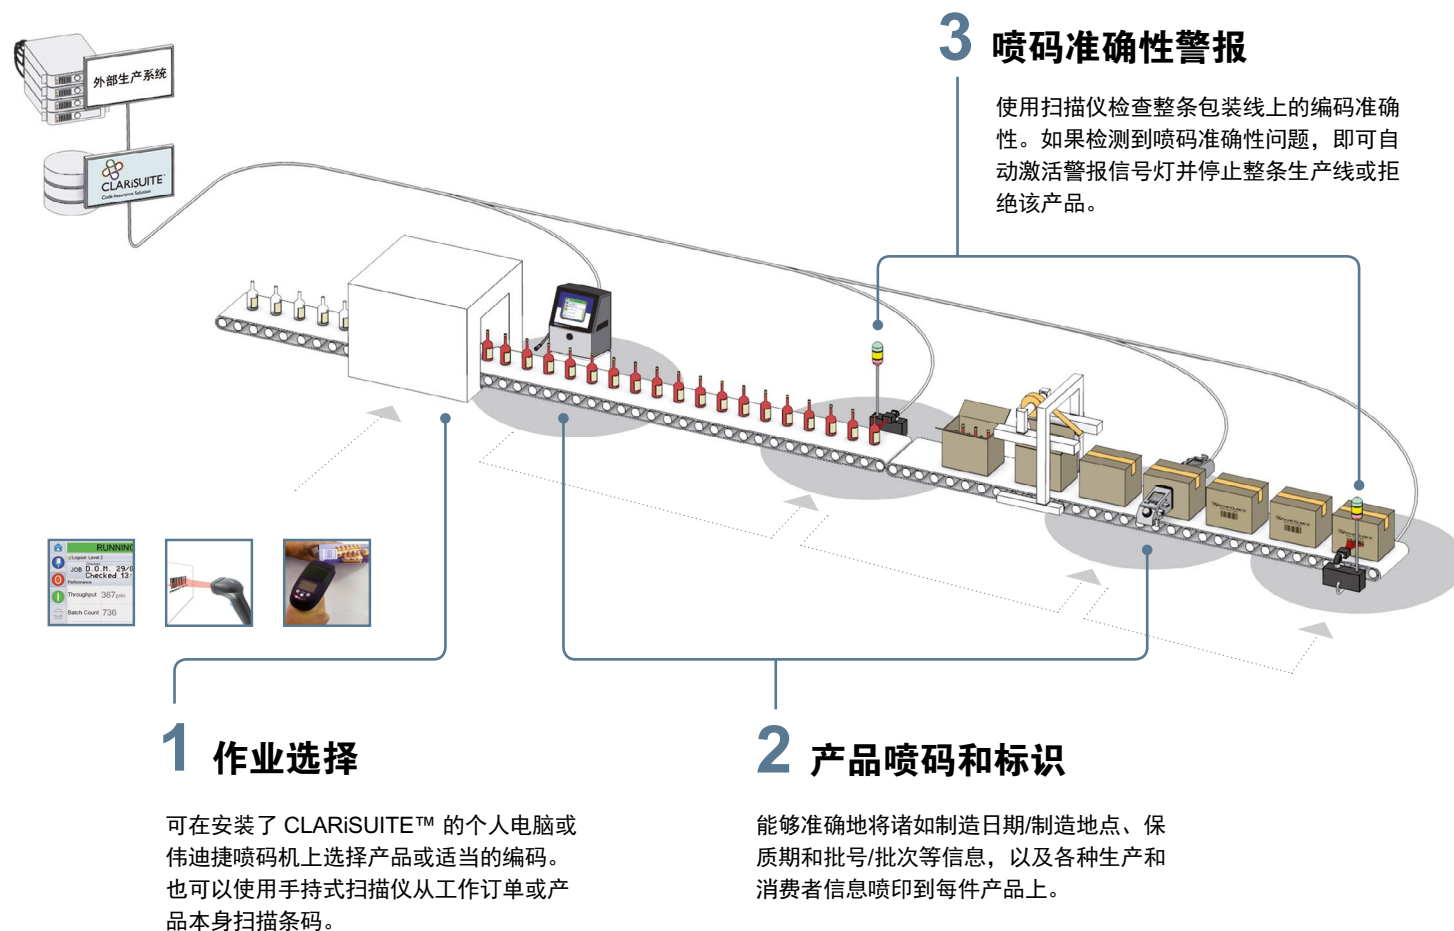 3 喷码准确性警报
使用扫描仪检查整条包装线上的编码准确
性。如果检测到喷码准确性问题，即可自
动激活警报信号灯并停止整条生产线或拒
绝该产品。
外部生产系统
CLARiSUITE™
Code Assurance Solution
RUNNING
Logout Level 2
JOB D.O.M. 29/0
Checked 13
Performance
Throughput 367p/m
Batch Count 736
1 作业选择
可在安装了 CLARiSUITE™ 的个人电脑或
伟迪捷喷码机上选择产品或适当的编码。
也可以使用手持式扫描仪从工作订单或产
品本身扫描条码。
2 产品喷码和标识
能够准确地将诸如制造日期/制造地点、保
质期和批号/批次等信息，以及各种生产和
消费者信息喷印到每件产品上。